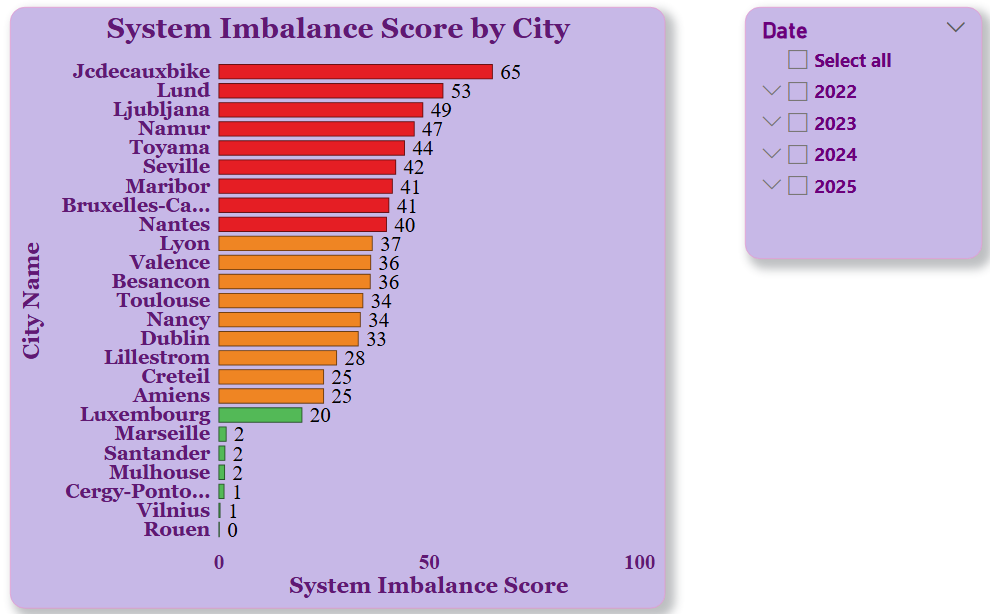 System Imbalance Score by City
Jcdecauxbike 65
Lund 53
Ljubljana 49
Namur 47
Toyama 44
Seville 42
Maribor 41
Bruxelles-Ca... 41
Nantes 40
Lyon 37
Valence 36
Besancon 36
Toulouse 34
Nancy 34
Dublin 33
Lillestrom 28
Creteil 25
Amiens 25
Luxembourg 20
Marseille 2
Santander 2
Mulhouse 2
Cergy-Ponto... 1
Vilnius 1
Rouen 0
City Name
0 50 100
System Imbalance Score
Date
Select all
2022
2023
2024
2025